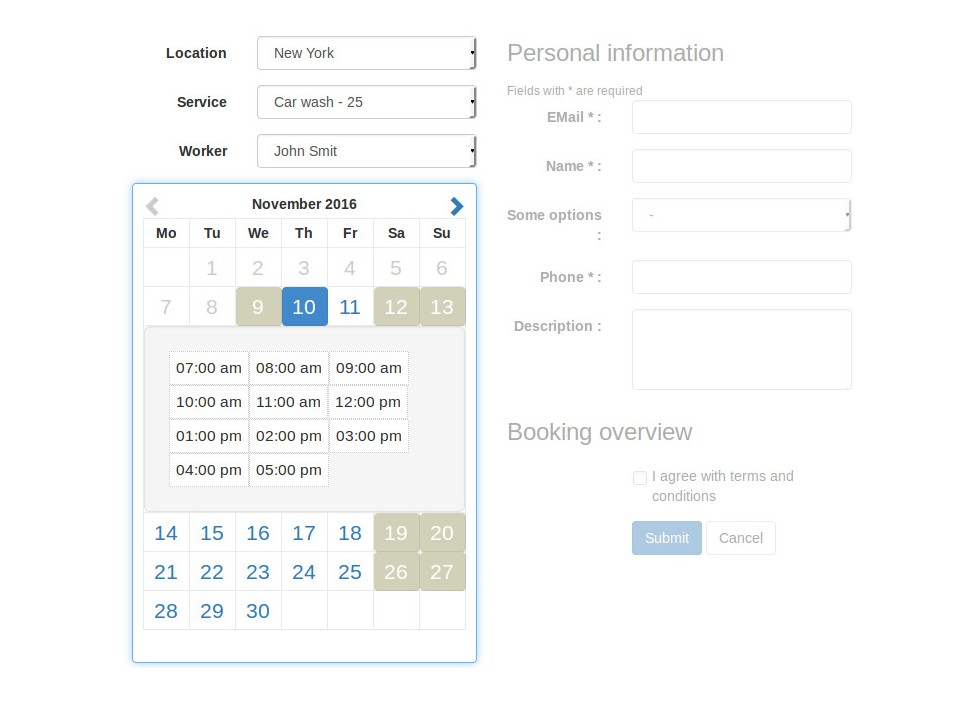 Location
New York
Service
Car wash - 25
Worker
John Smit
November 2016
Mo Tu We Th Fr Sa Su
1 2 3 4 5 6
7 8 9 10 11 12 13
07:00 am 08:00 am 09:00 am
10:00 am 11:00 am 12:00 pm
01:00 pm 02:00 pm 03:00 pm
04:00 pm 05:00 pm
14 15 16 17 18 19 20
21 22 23 24 25 26 27
28 29 30
Personal information
Fields with * are required
EMail * :
Name * :
Some options
:
-
Phone * :
Description :
Booking overview
I agree with terms and
conditions
Submit Cancel